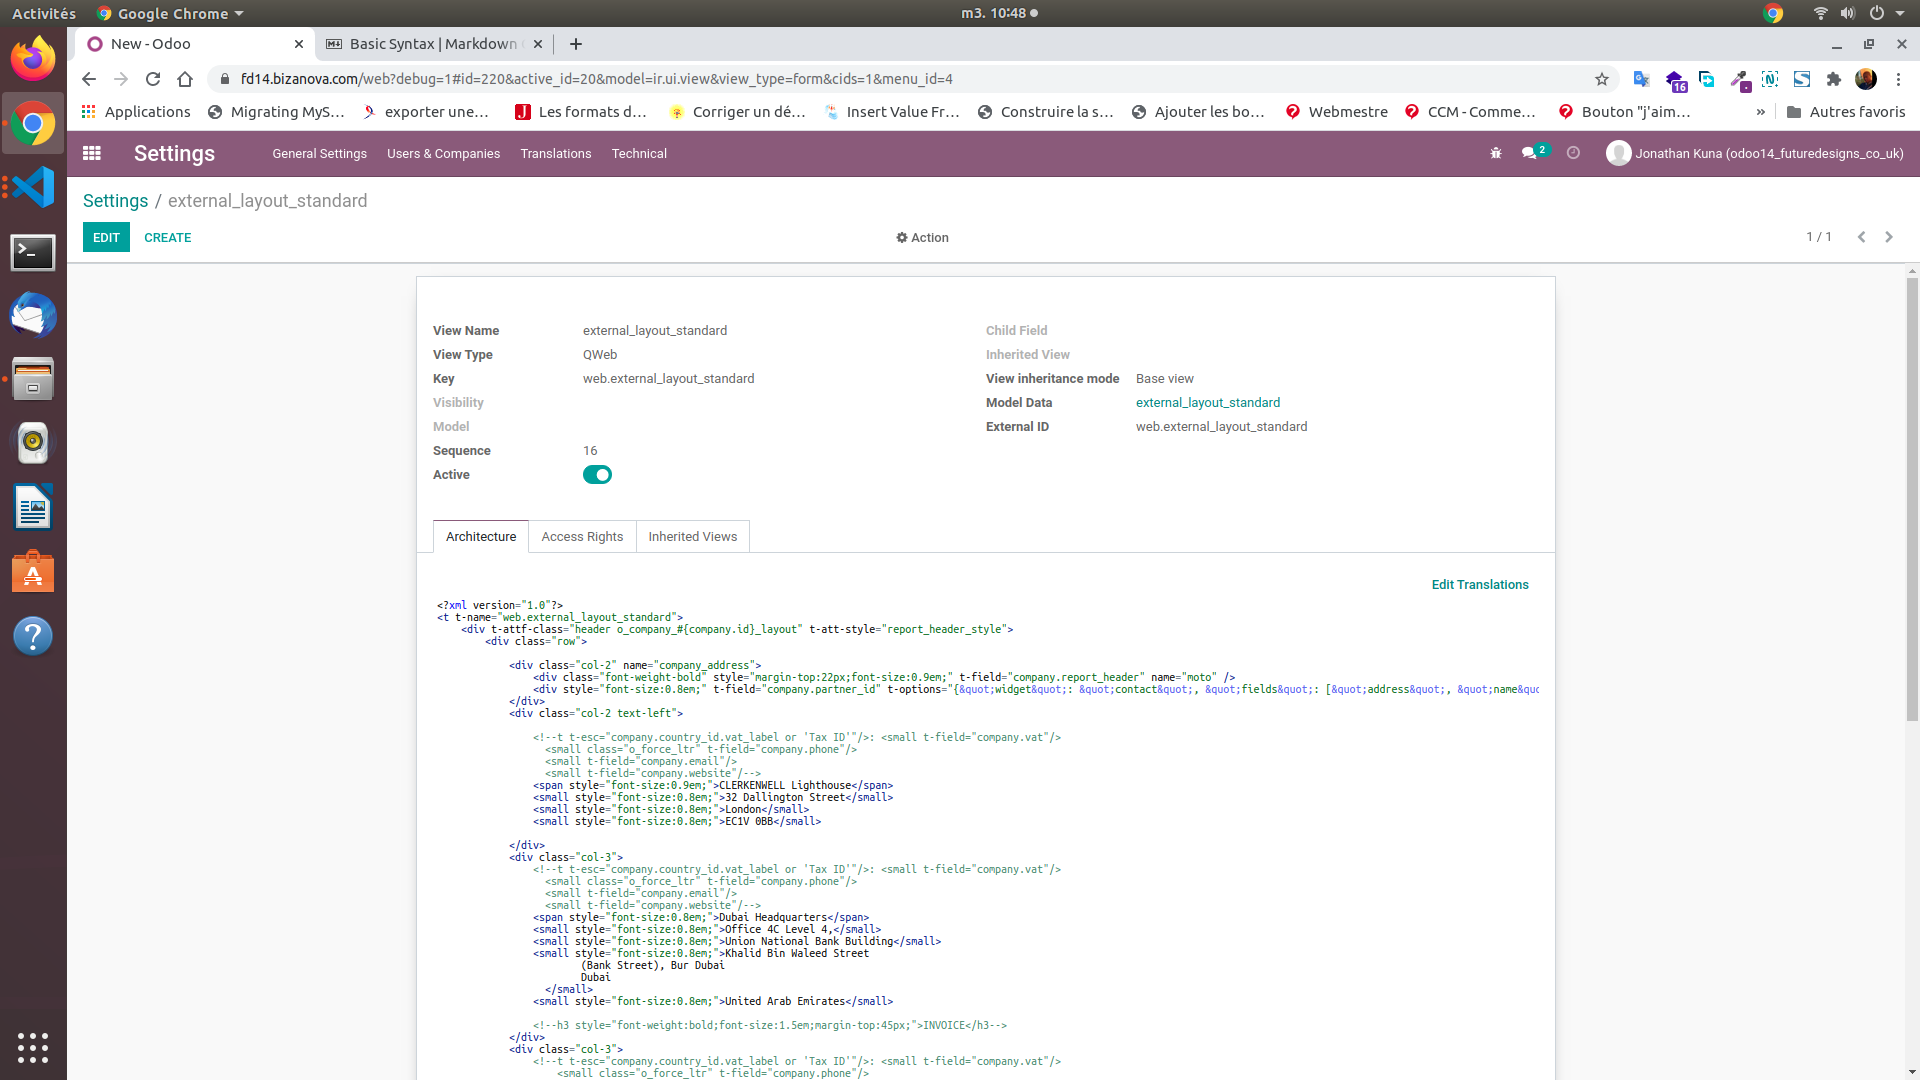 Activités Google Chrome m3. 10:48
New - Odoo Basic Syntax | Markdown
fd14.bizanova.com/web?debug=1#id=220&active_id=20&model=ir.ui.view&view_type=form&cids=1&menu_id=4
16
Applications Migrating MyS… exporter une… Les formats d… Corriger un dé… Insert Value Fr… Construire la s… Ajouter les bo… Webmestre CCM - Comme… Bouton "j'aim… » Autres favoris
Settings General Settings Users & Companies Translations Technical 2 Jonathan Kuna (odoo14_futuredesigns_co_uk)
Settings / external_layout_standard
EDIT CREATE Action 1 / 1
View Name external_layout_standard Child Field
View Type QWeb Inherited View
Key web.external_layout_standard View inheritance mode Base view
Visibility Model Data external_layout_standard
Model External ID web.external_layout_standard
Sequence 16
Active
Architecture Access Rights Inherited Views
Edit Translations
<?xml version="1.0"?>
<t t-name="web.external_layout_standard">
<div t-attf-class="header o_company_#{company.id}_layout" t-att-style="report_header_style">
<div class="row">
<div class="col-2" name="company_address">
<div class="font-weight-bold" style="margin-top:22px;font-size:0.9em;" t-field="company.report_header" name="moto" />
<div style="font-size:0.8em;" t-field="company.partner_id" t-options="{&quot;widget&quot;: &quot;contact&quot;, &quot;fields&quot;: [&quot;address&quot;, &quot;name&quo
</div>
<div class="col-2 text-left">
<!--t t-esc="company.country_id.vat_label or 'Tax ID'"/>: <small t-field="company.vat"/>
<small class="o_force_ltr" t-field="company.phone"/>
<small t-field="company.email"/>
<small t-field="company.website"/-->
<span style="font-size:0.9em;">CLERKENWELL Lighthouse</span>
<small style="font-size:0.8em;">32 Dallington Street</small>
<small style="font-size:0.8em;">London</small>
<small style="font-size:0.8em;">EC1V 0BB</small>
</div>
<div class="col-3">
<!--t t-esc="company.country_id.vat_label or 'Tax ID'"/>: <small t-field="company.vat"/>
<small class="o_force_ltr" t-field="company.phone"/>
<small t-field="company.email"/>
<small t-field="company.website"/-->
<span style="font-size:0.8em;">Dubai Headquarters</span>
<small style="font-size:0.8em;">Office 4C Level 4,</small>
<small style="font-size:0.8em;">Union National Bank Building</small>
<small style="font-size:0.8em;">Khalid Bin Waleed Street
(Bank Street), Bur Dubai
Dubai
</small>
<small style="font-size:0.8em;">United Arab Emirates</small>
<!--h3 style="font-weight:bold;font-size:1.5em;margin-top:45px;">INVOICE</h3-->
</div>
<div class="col-3">
<!--t t-esc="company.country_id.vat_label or 'Tax ID'"/>: <small t-field="company.vat"/>
<small class="o_force_ltr" t-field="company.phone"/>